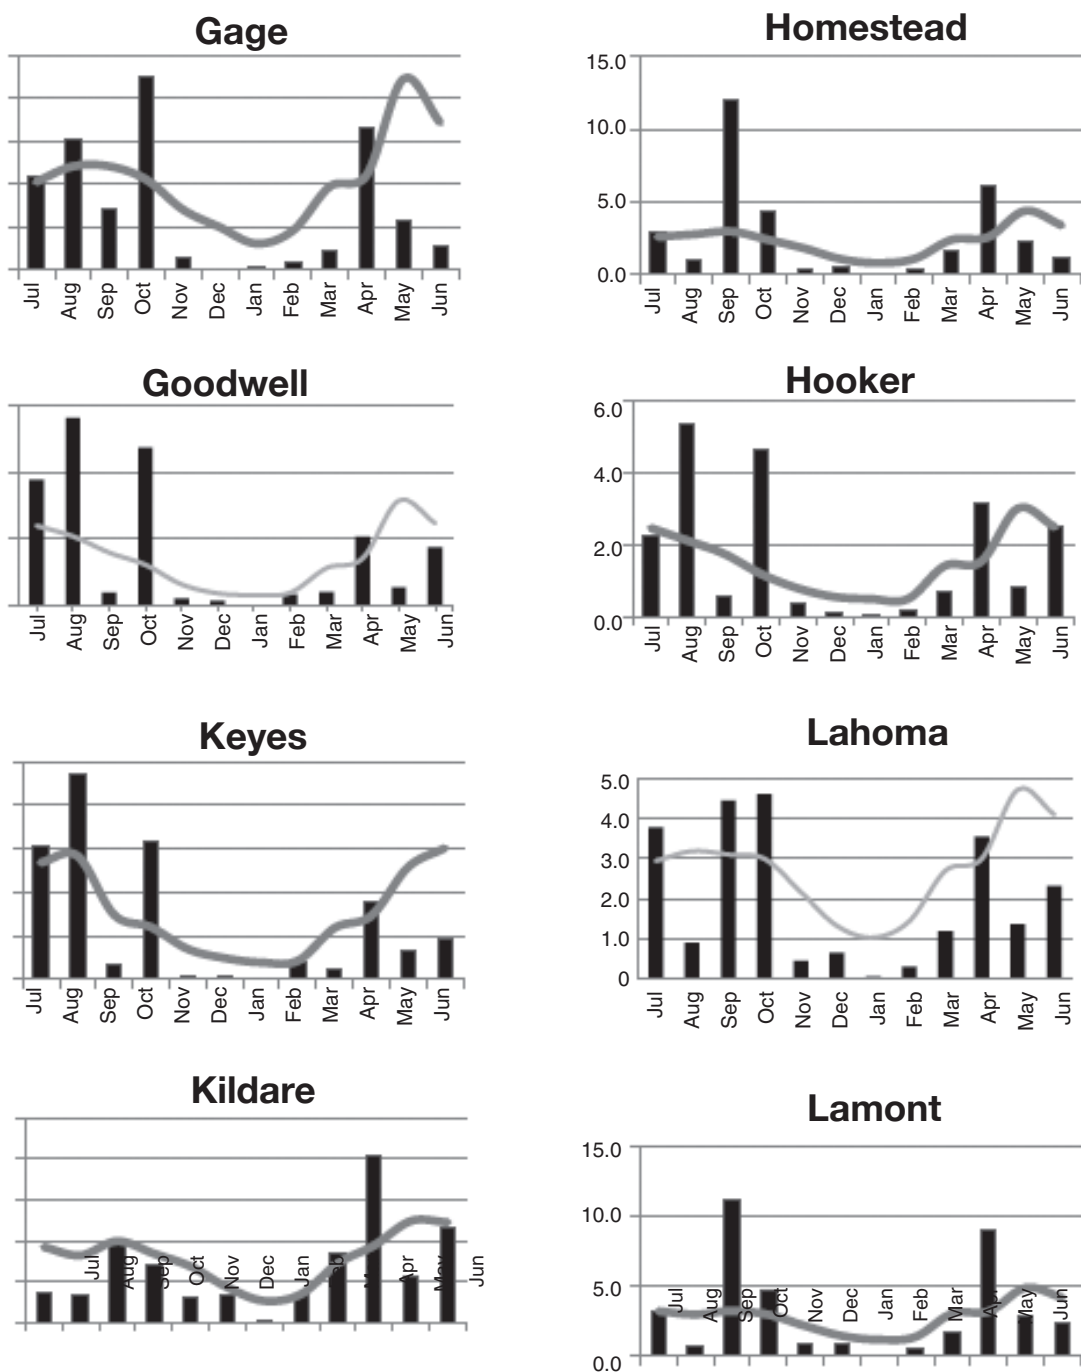 Gage
Jul Aug Sep Oct Nov Dec Jan Feb Mar Apr May Jun
Homestead
15.0
10.0
5.0
0.0
Jul Aug Sep Oct Nov Dec Jan Feb Mar Apr May Jun
Goodwell
Jul Aug Sep Oct Nov Dec Jan Feb Mar Apr May Jun
Hooker
6.0
4.0
2.0
0.0
Jul Aug Sep Oct Nov Dec Jan Feb Mar Apr May Jun
Keyes
Jul Aug Sep Oct Nov Dec Jan Feb Mar Apr May Jun
Lahoma
5.0
4.0
3.0
2.0
1.0
0
Jul Aug Sep Oct Nov Dec Jan Feb Mar Apr May Jun
Kildare
Jul Aug Sep Oct Nov Dec Jan Apr May Jun
Lamont
15.0
10.0
5.0
0.0
Jul Aug Sep Oct Nov Dec Jan Feb Mar Apr May Jun